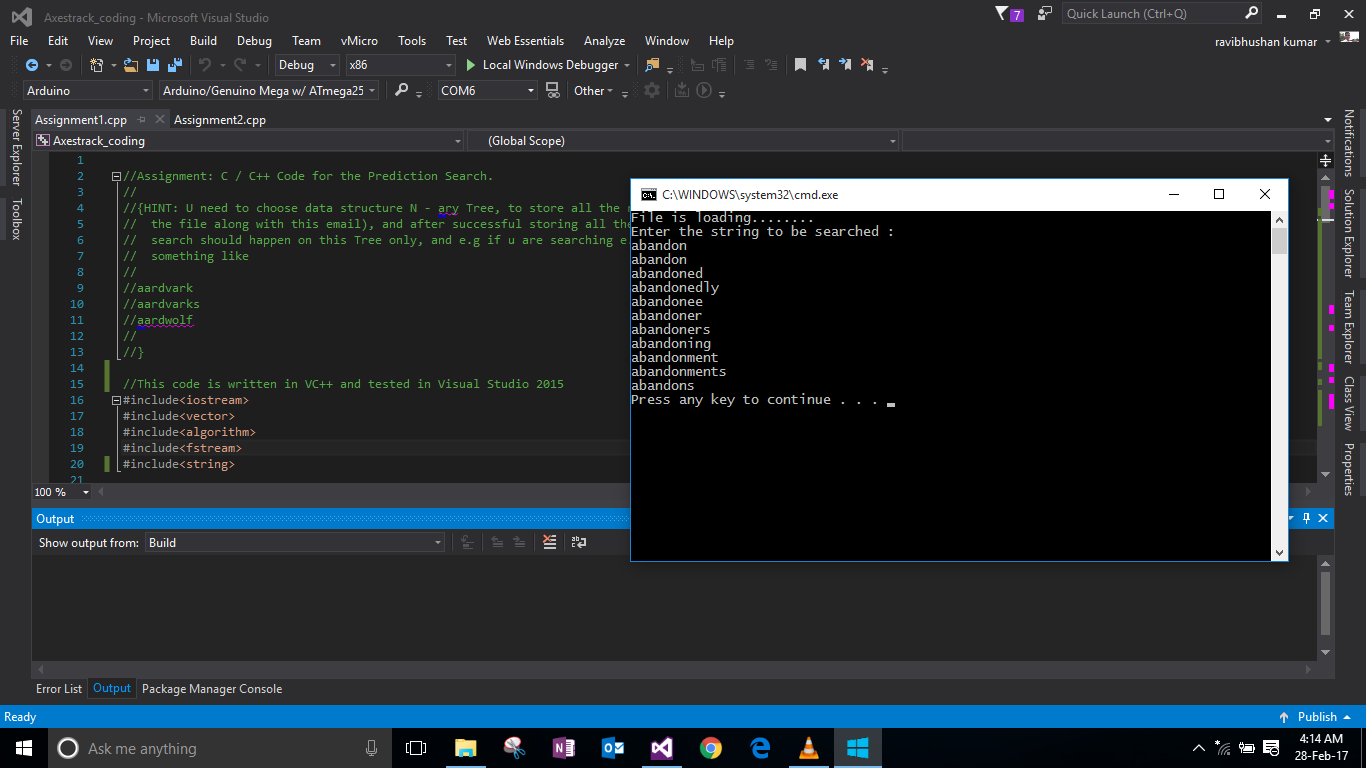 Axestrack_coding - Microsoft Visual Studio
7
Quick Launch (Ctrl+Q)
File Edit View Project Build Debug Team vMicro Tools Test Web Essentials Analyze Window Help
ravibhushan kumar
Debug x86 Local Windows Debugger
Arduino Arduino/Genuino Mega w/ ATmega25 COM6 Other
Server Explorer
Toolbox
Assignment1.cpp Assignment2.cpp
Axestrack_coding (Global Scope)
1
2 //Assignment: C / C++ Code for the Prediction Search.
3 //
4 //{HINT: U need to choose data structure N - ary Tree, to store all the
5 // the file along with this email), and after successful storing all the
6 // search should happen on this Tree only, and e.g if u are searching e
7 // something like
8 //
9 //aardvark
10 //aardvarks
11 //aardwolf
12 //
13 //}
14
15 //This code is written in VC++ and tested in Visual Studio 2015
16 #include<iostream>
17 #include<vector>
18 #include<algorithm>
19 #include<fstream>
20 #include<string>
21
100 %
C:\WINDOWS\system32\cmd.exe
File is loading........
Enter the string to be searched :
abandon
abandon
abandoned
abandonedly
abandonee
abandoner
abandoners
abandoning
abandonment
abandonments
abandons
Press any key to continue . . .
Notifications
Solution Explorer
Team Explorer
Class View
Properties
Output
Show output from: Build
Error List Output Package Manager Console
Ready
Publish
Ask me anything
4:14 AM
28-Feb-17